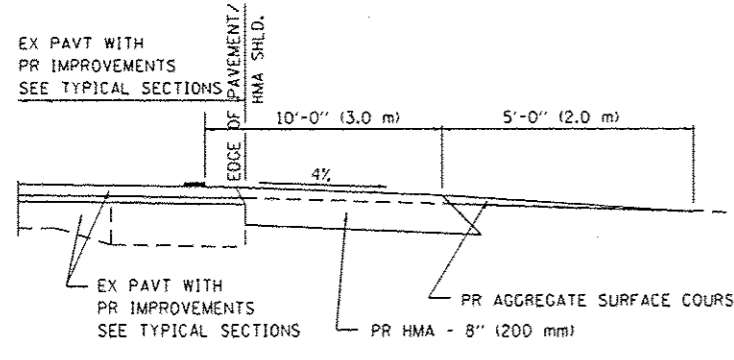 EX PAVT WITH
PR IMPROVEMENTS
SEE TYPICAL SECTIONS
EDGE OF PAVEMENT/
HMA SHLD.
10'-0" (3.0 m)
5'-0" (2.0 m)
4%
EX PAVT WITH
PR IMPROVEMENTS
SEE TYPICAL SECTIONS
PR AGGREGATE SURFACE COURS
PR HMA - 8" (200 mm)